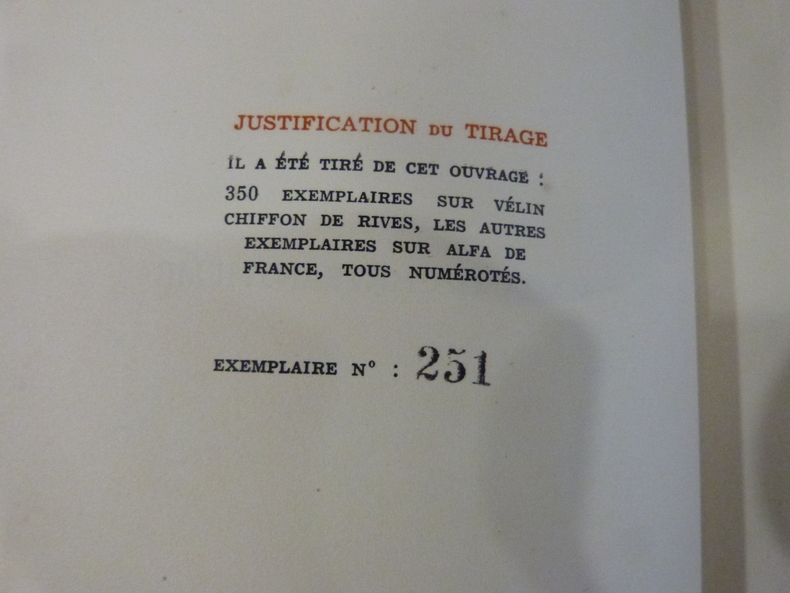 JUSTIFICATION DU TIRAGE
IL A ÉTÉ TIRÉ DE CET OUVRAGE :
350 EXEMPLAIRES SUR VÉLIN
CHIFFON DE RIVES, LES AUTRES
EXEMPLAIRES SUR ALFA DE
FRANCE, TOUS NUMÉROTÉS.
EXEMPLAIRE Nº : 251